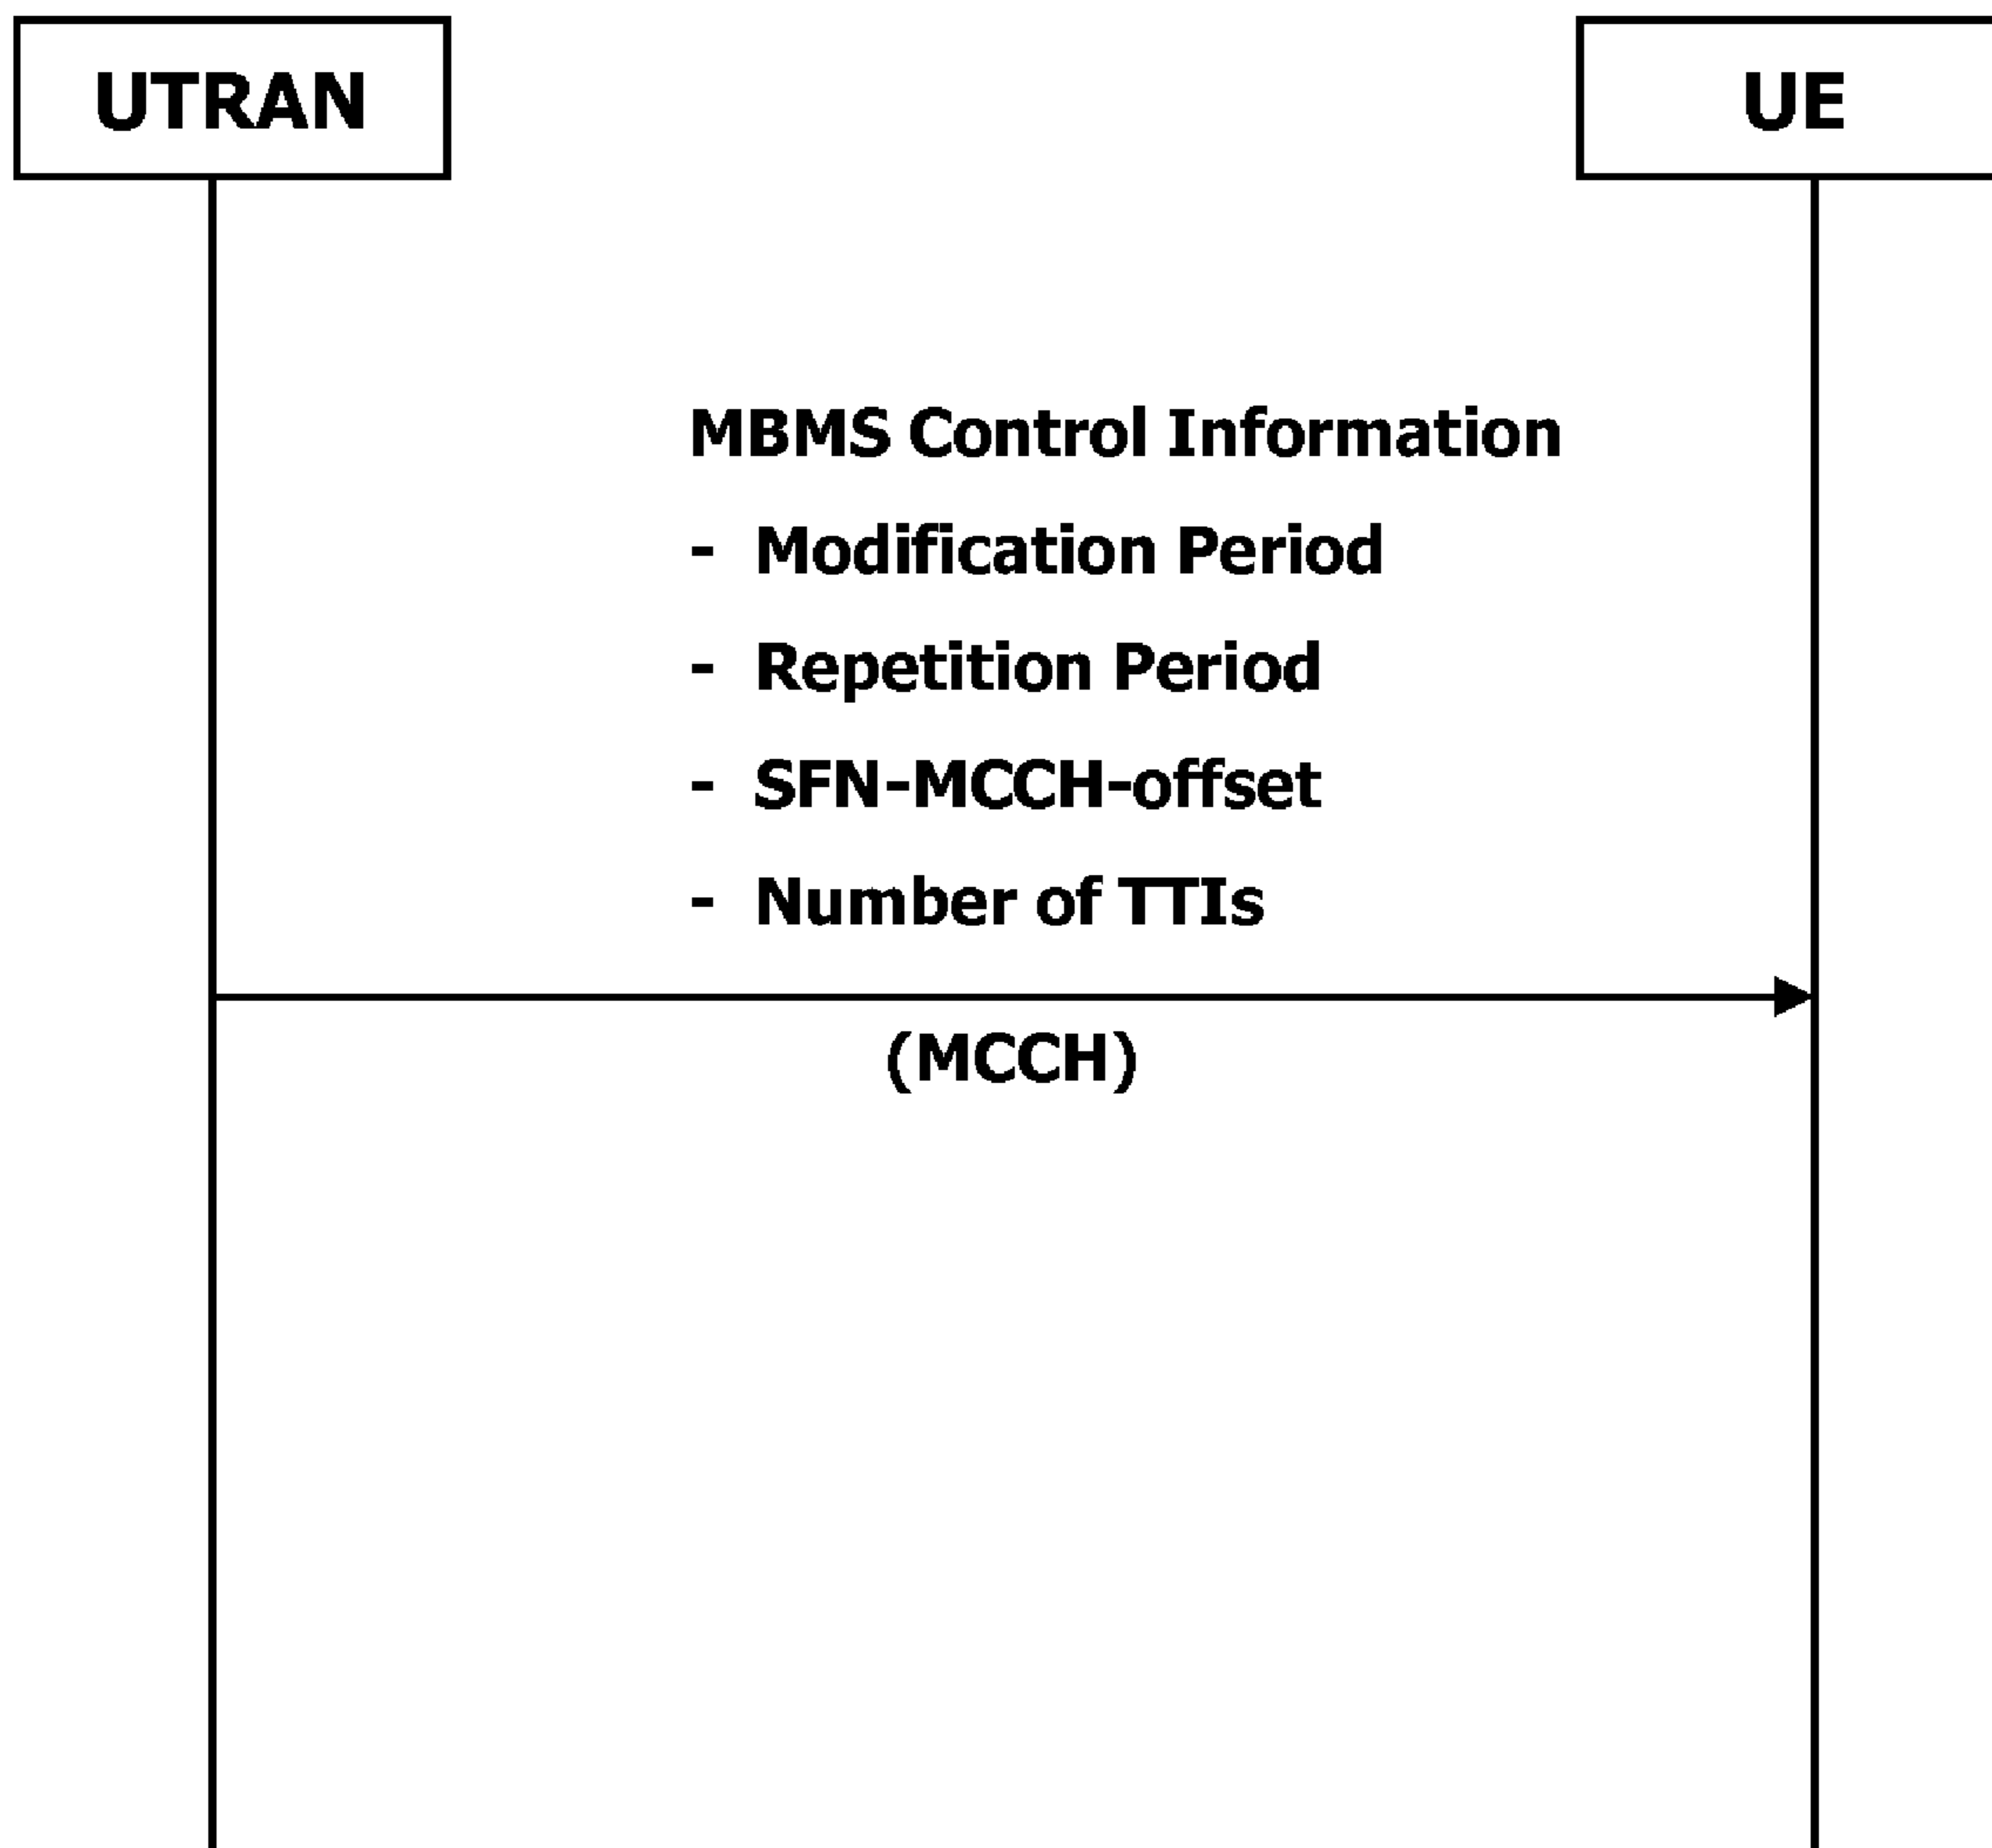 UTRAN
UE
MBMS Control Information
- Modification Period
- Repetition Period
- SFN-MCCH-offset
- Number of TTIs
(MCCH)